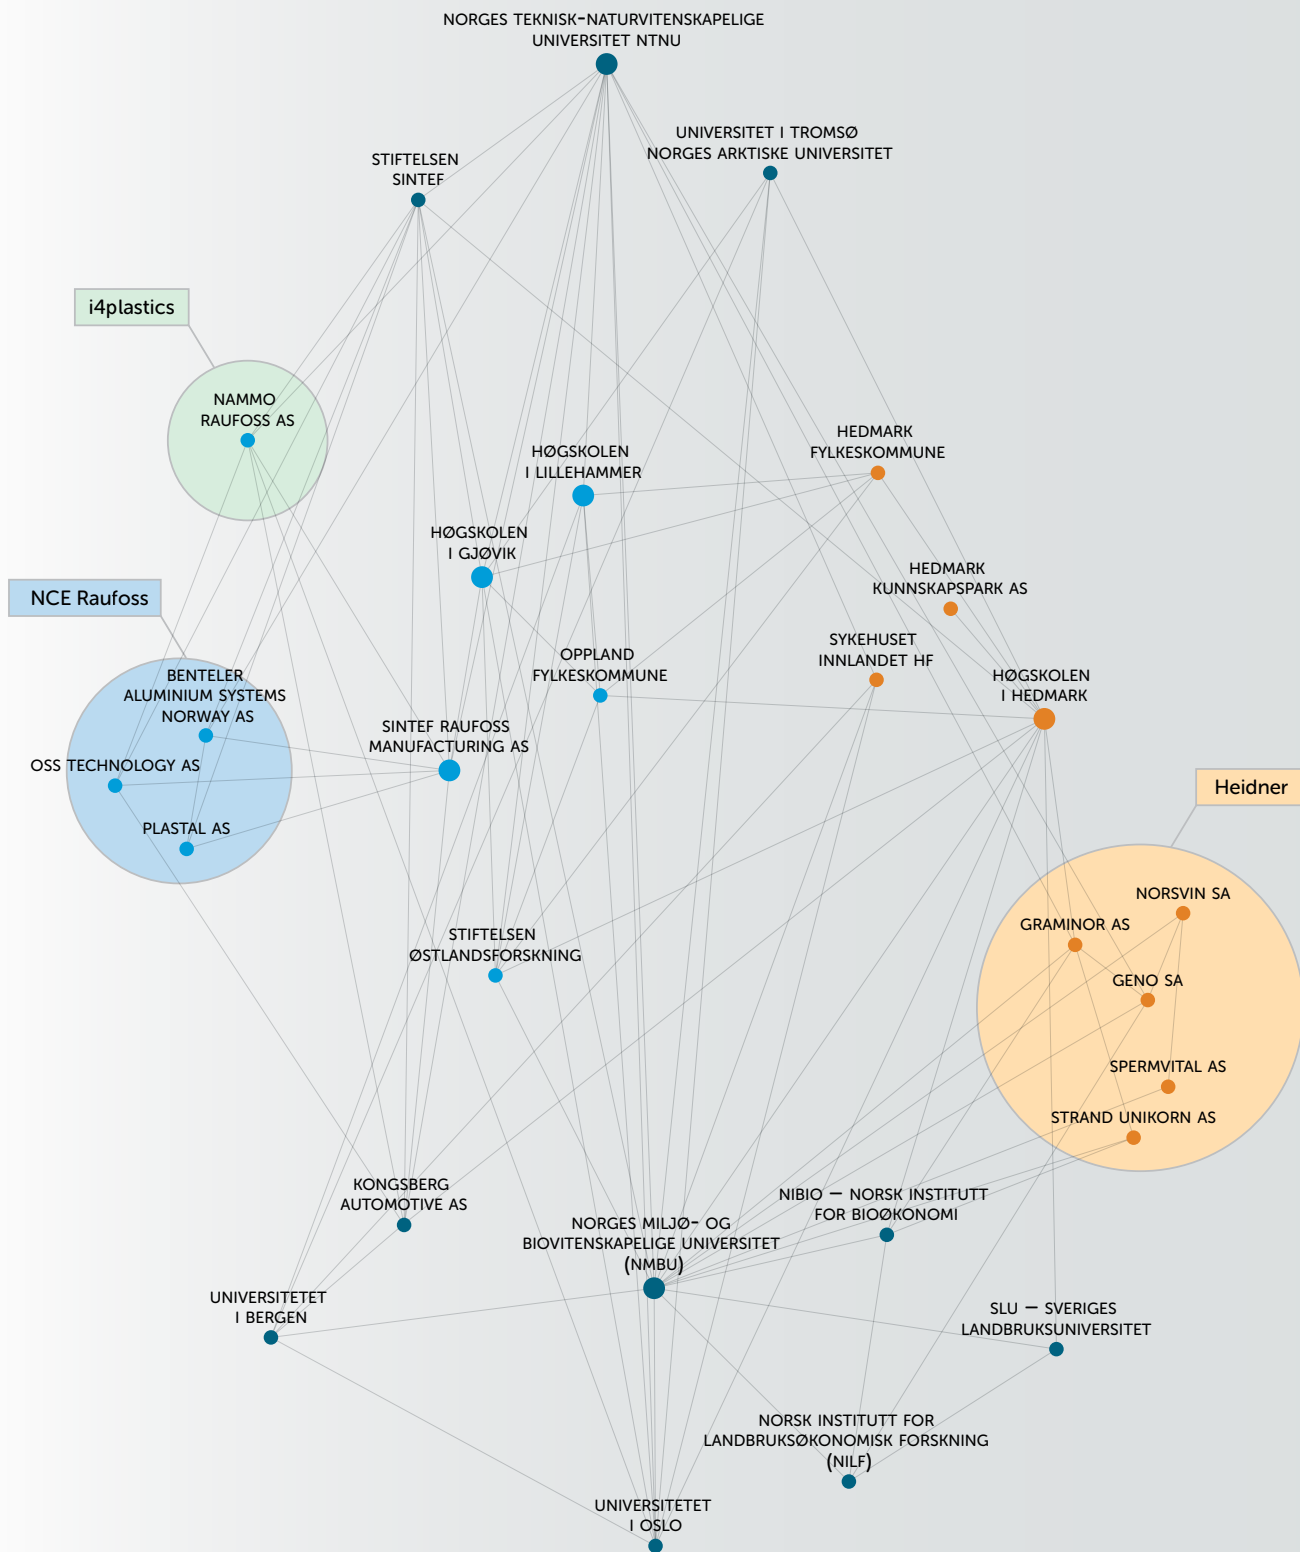 NORGES TEKNISK-NATURVITENSKAPELIGE
UNIVERSITET NTNU
UNIVERSITET I TROMSØ
NORGES ARKTISKE UNIVERSITET
STIFTELSEN
SINTEF
i4plastics
NAMMO
RAUFOSS AS
HEDMARK
FYLKESKOMMUNE
HØGSKOLEN
I LILLEHAMMER
HØGSKOLEN
I GJØVIK
HEDMARK
KUNNSKAPSPARK AS
NCE Raufoss
SYKEHUSET
INNLANDET HF
OPPLAND
FYLKESKOMMUNE
HØGSKOLEN
I HEDMARK
BENTELER
ALUMINIUM SYSTEMS
NORWAY AS
SINTEF RAUFOSS
MANUFACTURING AS
OSS TECHNOLOGY AS
Heidner
PLASTAL AS
NORSVIN SA
GRAMINOR AS
STIFTELSEN
ØSTLANDSFORSKNING
GENO SA
SPERMVITAL AS
STRAND UNIKORN AS
KONGSBERG
AUTOMOTIVE AS
NIBIO – NORSK INSTITUTT
FOR BIOØKONOMI
NORGES MILJØ- OG
BIOVITENSKAPELIGE UNIVERSITET
(NMBU)
UNIVERSITETET
I BERGEN
SLU – SVERIGES
LANDBRUKSUNIVERSITET
NORSK INSTITUTT FOR
LANDBRUKSØKONOMISK FORSKNING
(NILF)
UNIVERSITETET
I OSLO